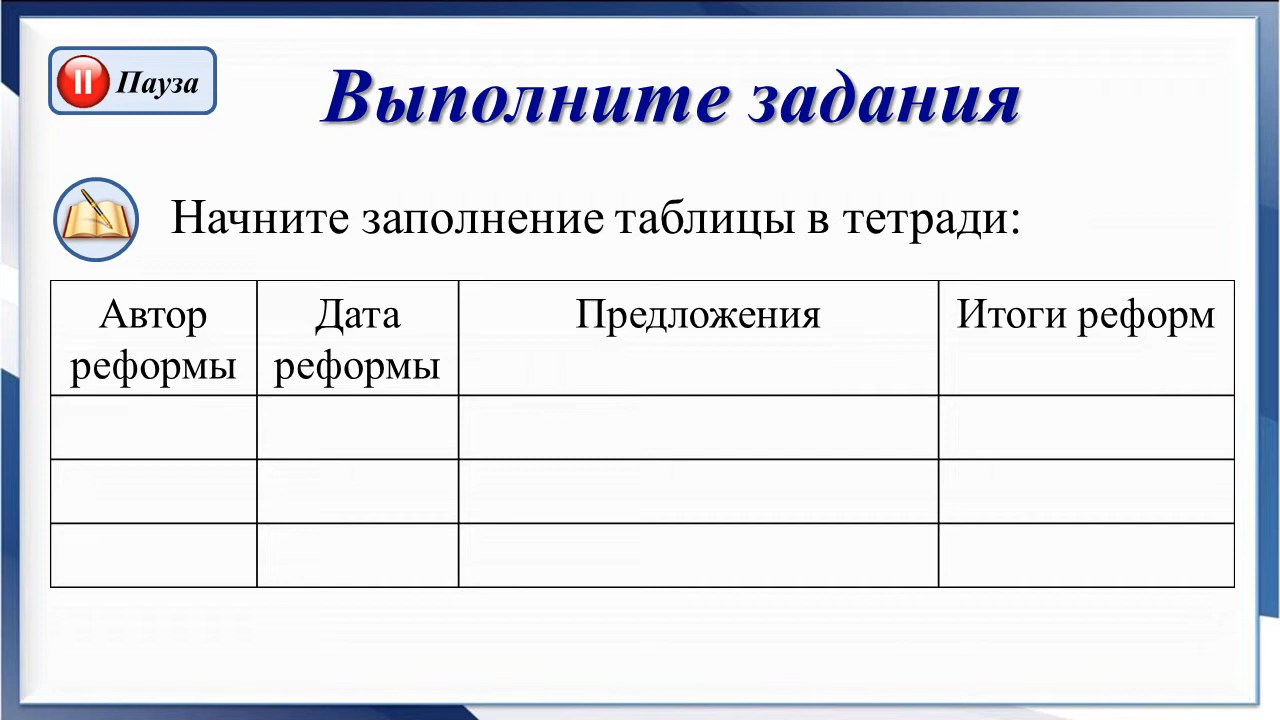 Пауза
Выполните задания
Начните заполнение таблицы в тетради:
Автор реформы
Дата реформы
Предложения
Итоги реформ